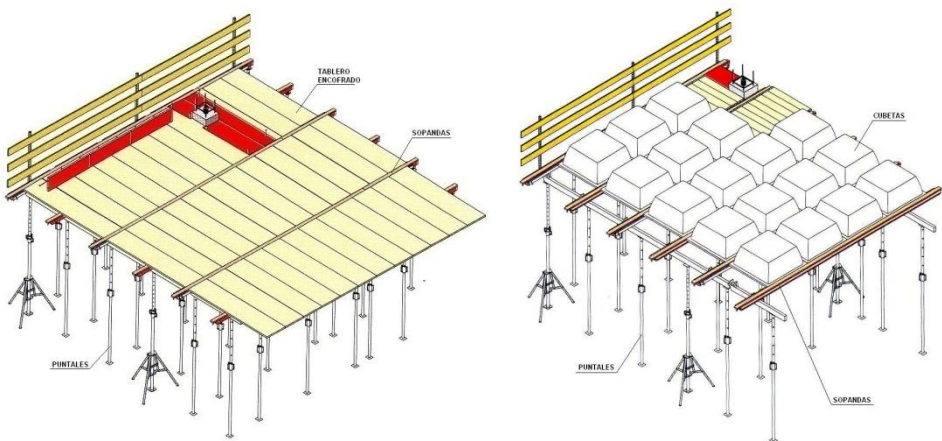 TABLERO
ENCOFRADO
SOPANDAS
PUNTALES
CUBETAS
PUNTALES
SOPANDAS